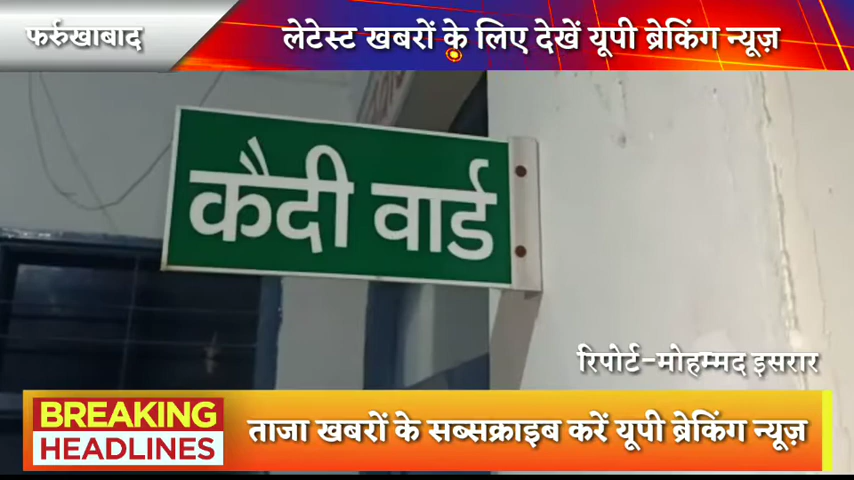 फर्रुखाबाद
लेटेस्ट खबरों के लिए देखें यूपी ब्रेकिंग न्यूज़
कैदी वार्ड
रिपोर्ट-मोहम्मद इसरार
BREAKING
HEADLINES
ताजा खबरों के सब्सक्राइब करें यूपी ब्रेकिंग न्यूज़